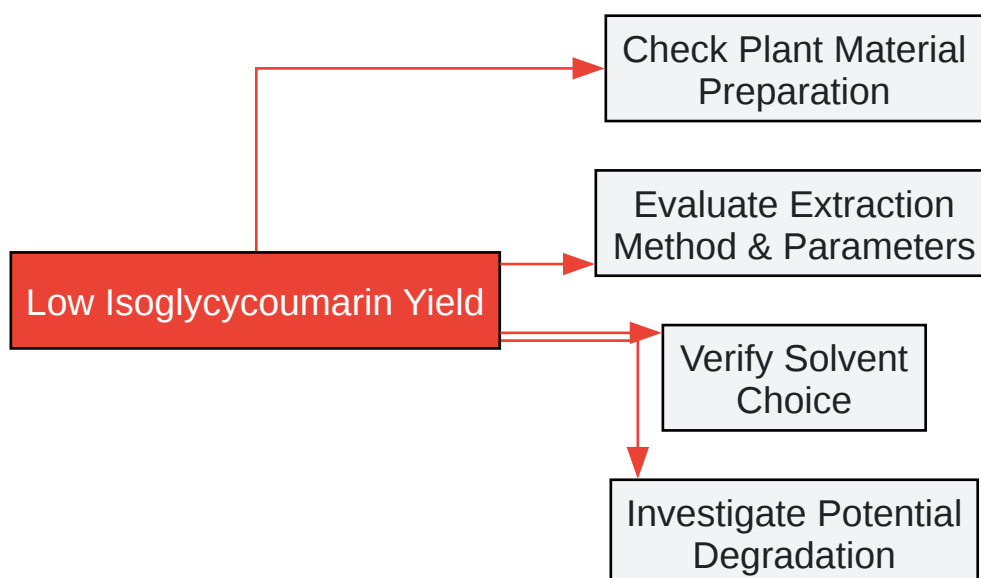 Check Plant Material
Preparation
Evaluate Extraction
Method & Parameters
Low Isoglycycoumarin Yield
Verify Solvent
Choice
Investigate Potential
Degradation